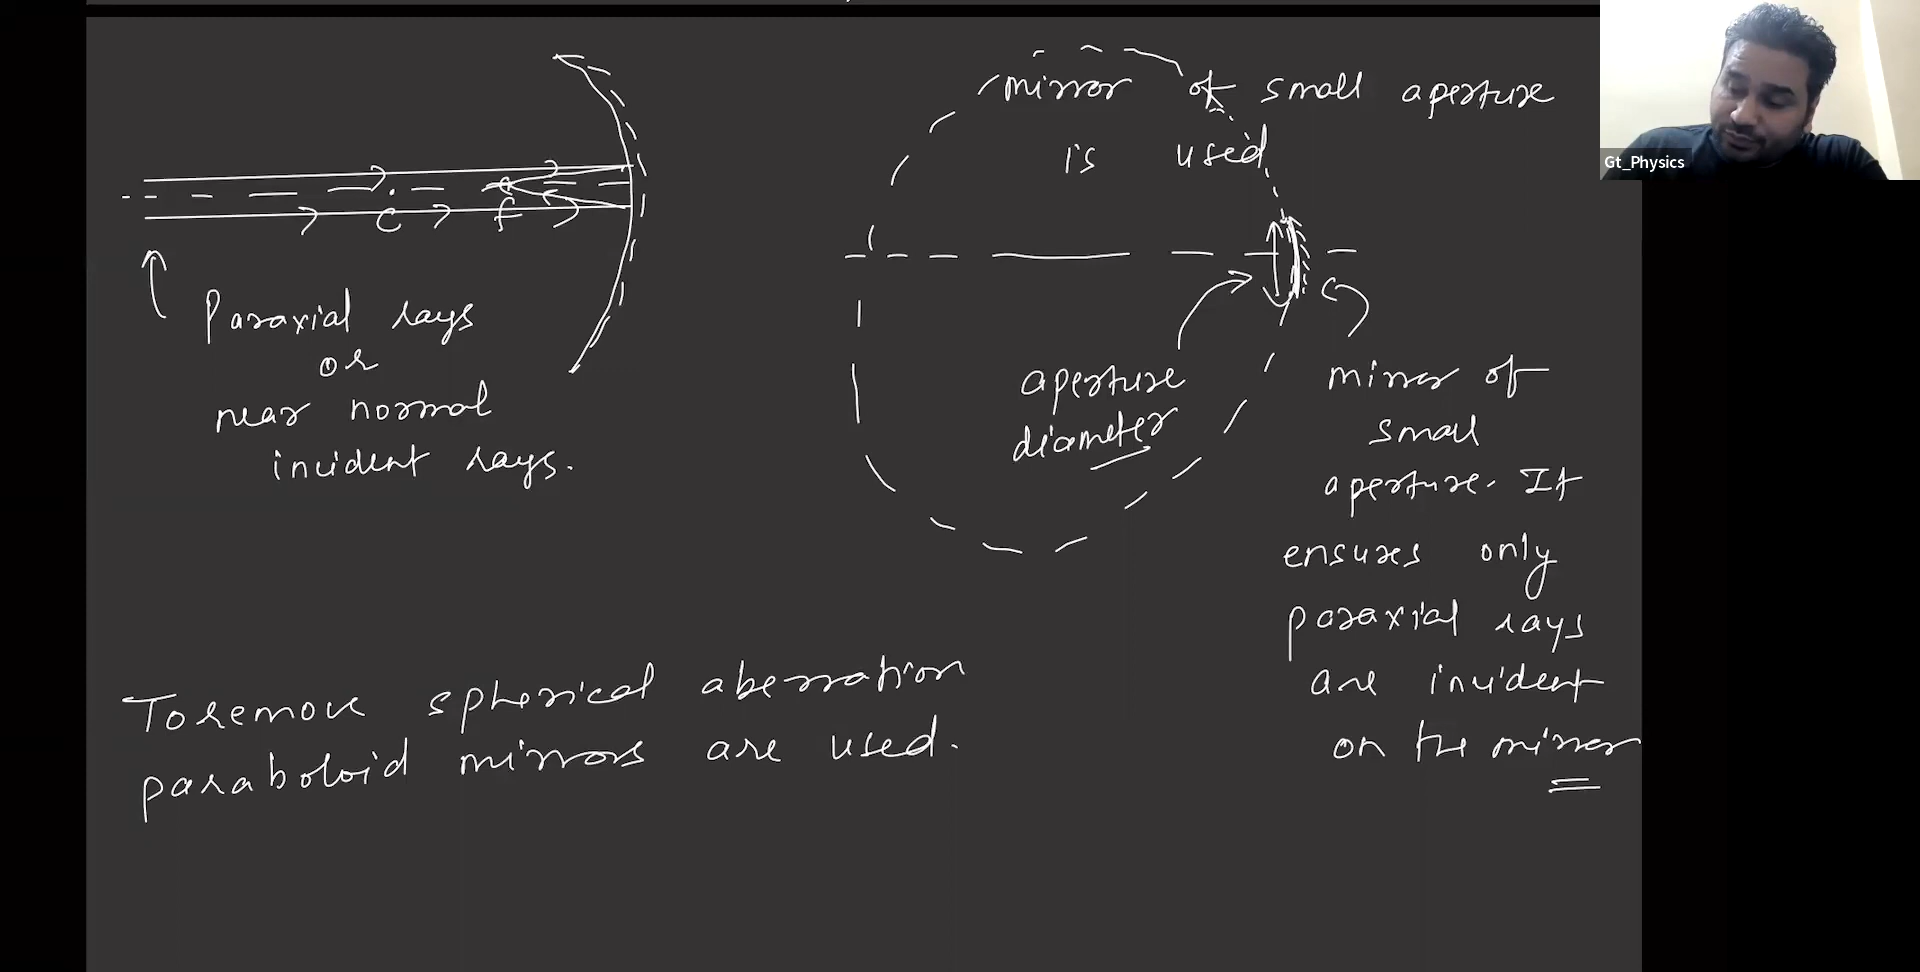 mirror of small aperture
is used
C
f
Paraxial rays
or
near normal
incident rays.
aperture
diameter
mirror of
small
aperture. It
ensures only
paraxial rays
are incident
on the mirror
To remove spherical aberration
paraboloid mirrors are used.
Gt_Physics